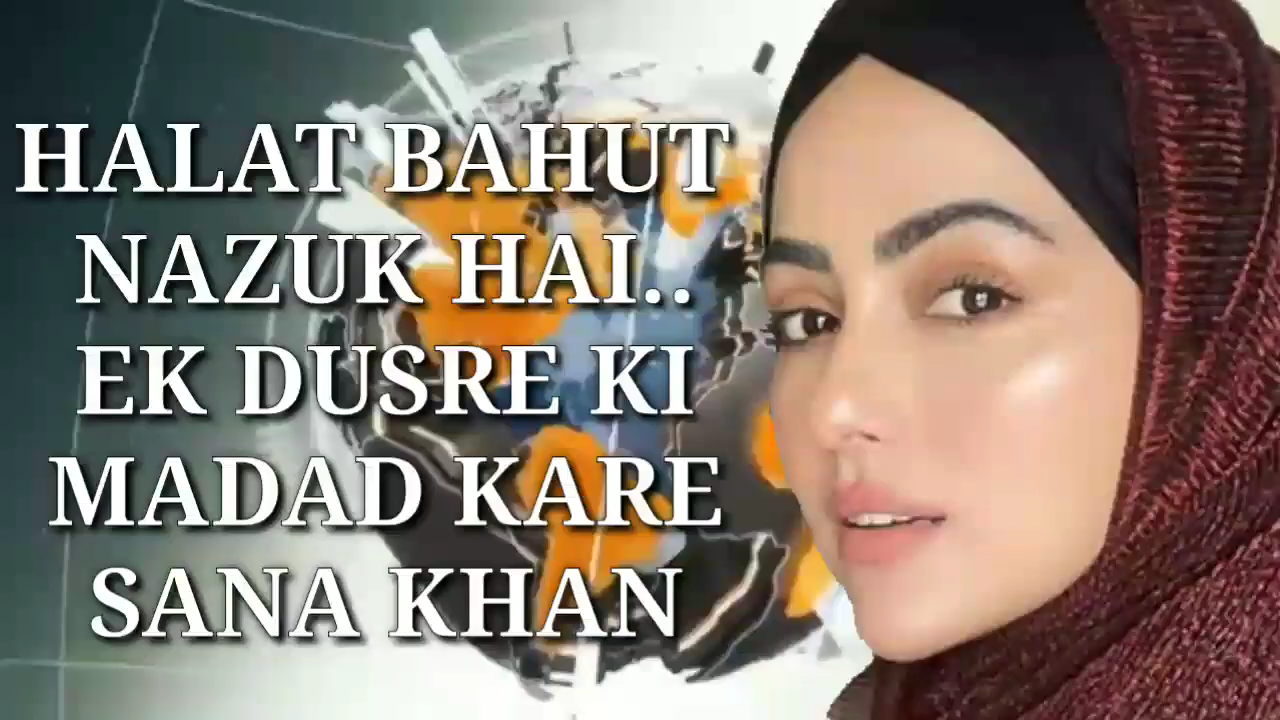 HALAT BAHUT
NAZUK HAI..
EK DUSRE KI
MADAD KARE
SANA KHAN